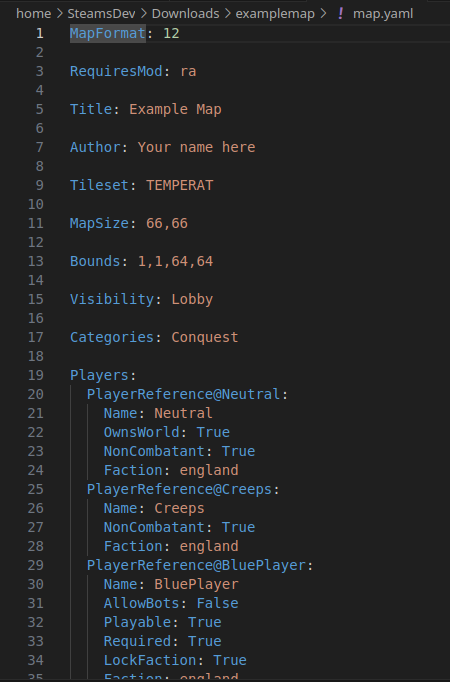 home > SteamsDev > Downloads > examplemap > ! map.yaml
1 MapFormat: 12
2
3 RequiresMod: ra
4
5 Title: Example Map
6
7 Author: Your name here
8
9 Tileset: TEMPERAT
10
11 MapSize: 66,66
12
13 Bounds: 1,1,64,64
14
15 Visibility: Lobby
16
17 Categories: Conquest
18
19 Players:
20 PlayerReference@Neutral:
21 Name: Neutral
22 OwnsWorld: True
23 NonCombatant: True
24 Faction: england
25 PlayerReference@Creeps:
26 Name: Creeps
27 NonCombatant: True
28 Faction: england
29 PlayerReference@BluePlayer:
30 Name: BluePlayer
31 AllowBots: False
32 Playable: True
33 Required: True
34 LockFaction: True
35 Faction: england